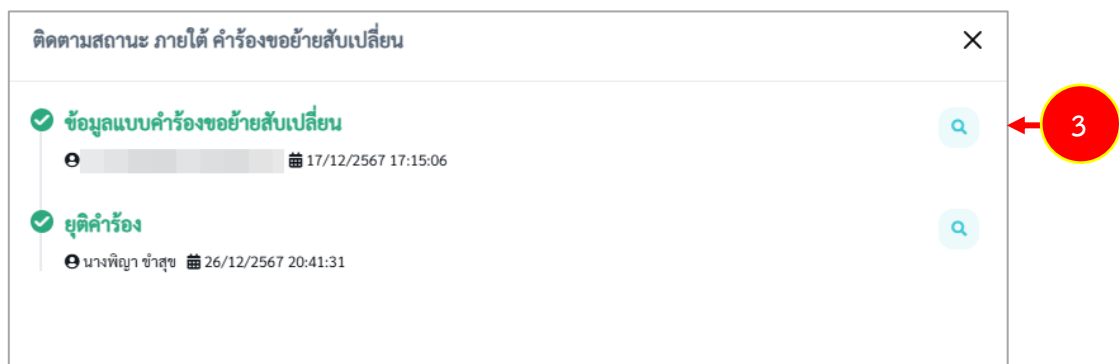 ติดตามสถานะ ภายใต้ คำร้องขอย้ายสับเปลี่ยน
ข้อมูลแบบคำร้องขอย้ายสับเปลี่ยน
17/12/2567 17:15:06
3
ยุติคำร้อง
นางพิญา ขำสุข 26/12/2567 20:41:31